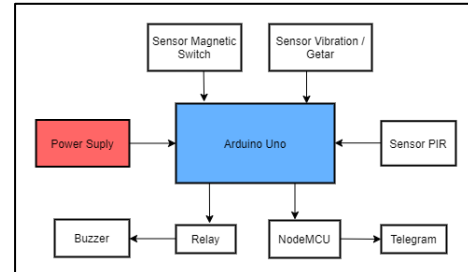 Sensor Magnetic
Switch
Sensor Vibration /
Getar
Power Suply
Arduino Uno
Sensor PIR
Buzzer
Relay
NodeMCU
Telegram